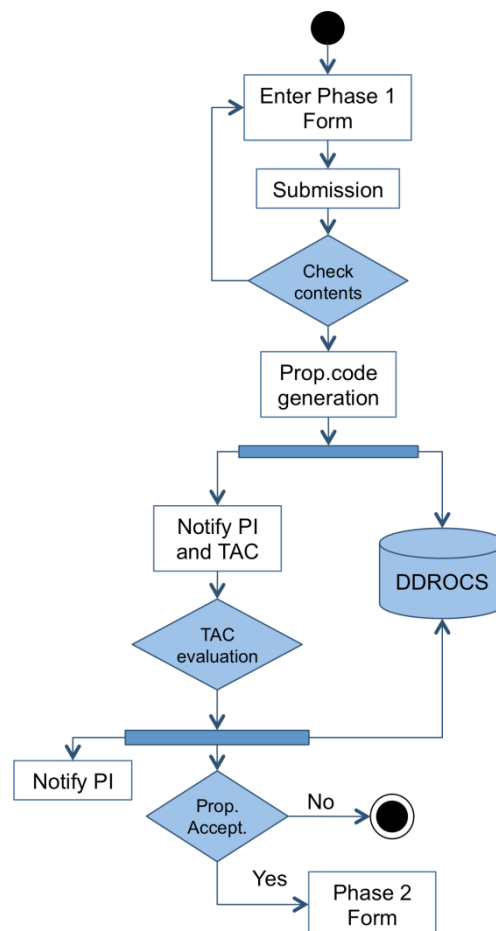 Enter Phase 1
Form
Submission
Check
contents
Prop.code
generation
Notify PI
and TAC
DDROCS
TAC
evaluation
Notify PI
Prop.
Accept.
No
Yes
Phase 2
Form